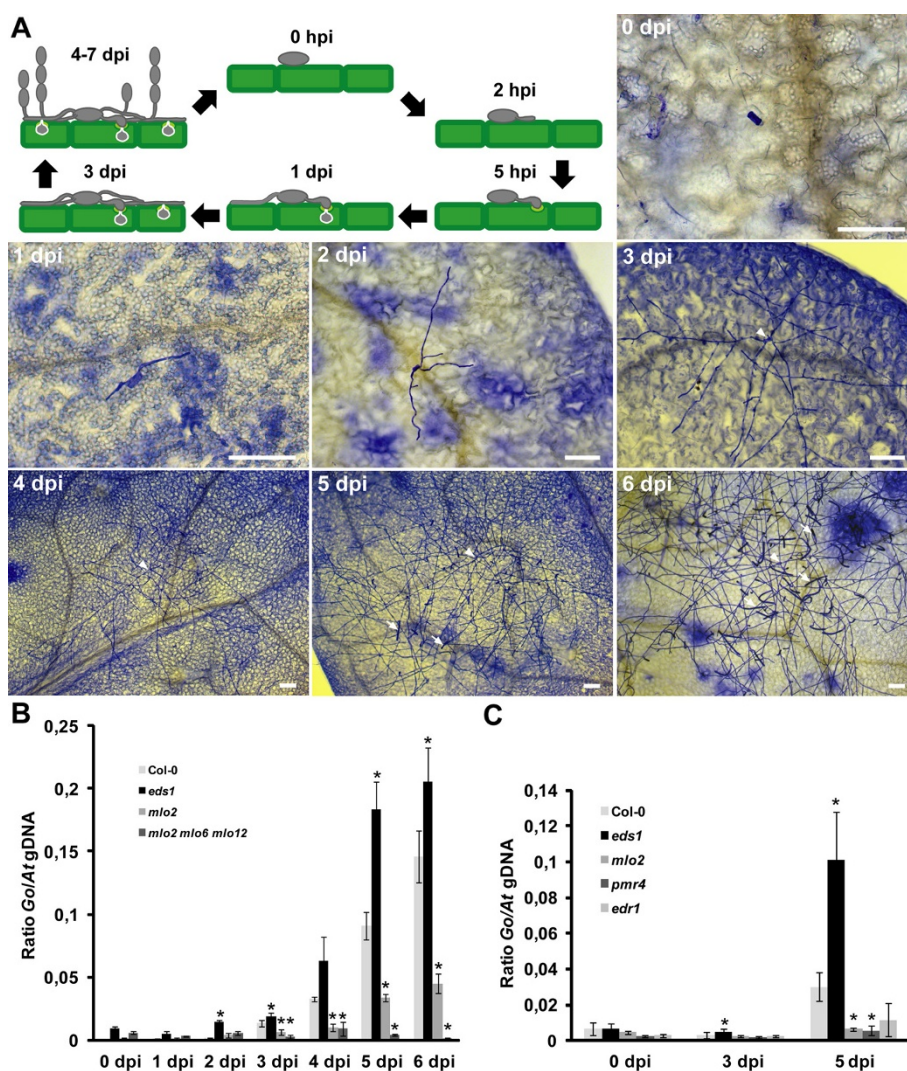 A
4-7 dpi
0 hpi
2 hpi
3 dpi
1 dpi
5 hpi
0 dpi
1 dpi
2 dpi
3 dpi
4 dpi
5 dpi
6 dpi
B
0,25
0,2
0,15
0,1
0,05
0
Ratio Go/At gDNA
Col-0
eds1
mlo2
mlo2 mlo6 mlo12
*
*
*
*
*
**
**
*
*
*
*
0 dpi 1 dpi 2 dpi 3 dpi 4 dpi 5 dpi 6 dpi
C
0,14
0,12
0,1
0,08
0,06
0,04
0,02
0
Ratio Go/At gDNA
Col-0
eds1
mlo2
pmr4
edr1
*
*
* *
0 dpi 3 dpi 5 dpi